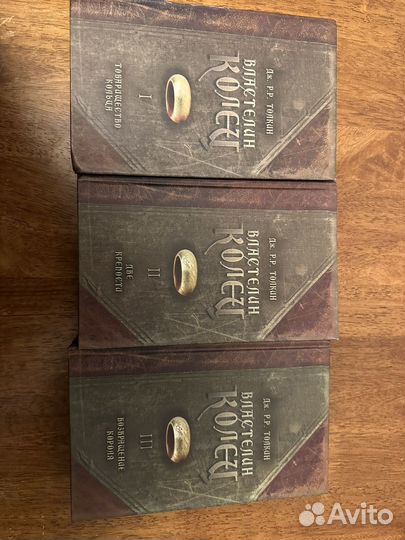 Дж. Р.Р. ТОЛКИН
ВЛАСТЕЛИН
КОЛЕЦ
I
ТОВАРИЩЕСТВО
КОЛЬЦА
Дж. Р.Р. ТОЛКИН
ВЛАСТЕЛИН
КОЛЕЦ
II
ДВЕ
КРЕПОСТИ
Дж. Р.Р. ТОЛКИН
ВЛАСТЕЛИН
КОЛЕЦ
III
ВОЗВРАЩЕНИЕ
КОРОЛЯ
Avito